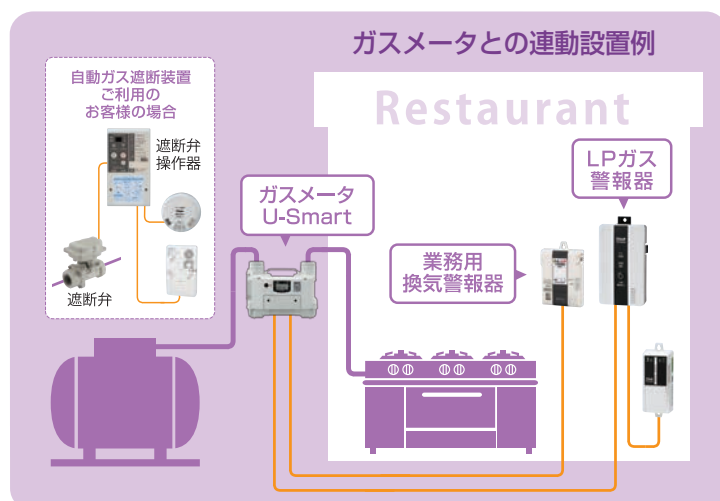 ガスメータとの連動設置例
自動ガス遮断装置
ご利用の
お客様の場合
遮断弁
操作器
遮断弁
Restaurant
ガスメータ
U-Smart
業務用
換気警報器
LPガス
警報器